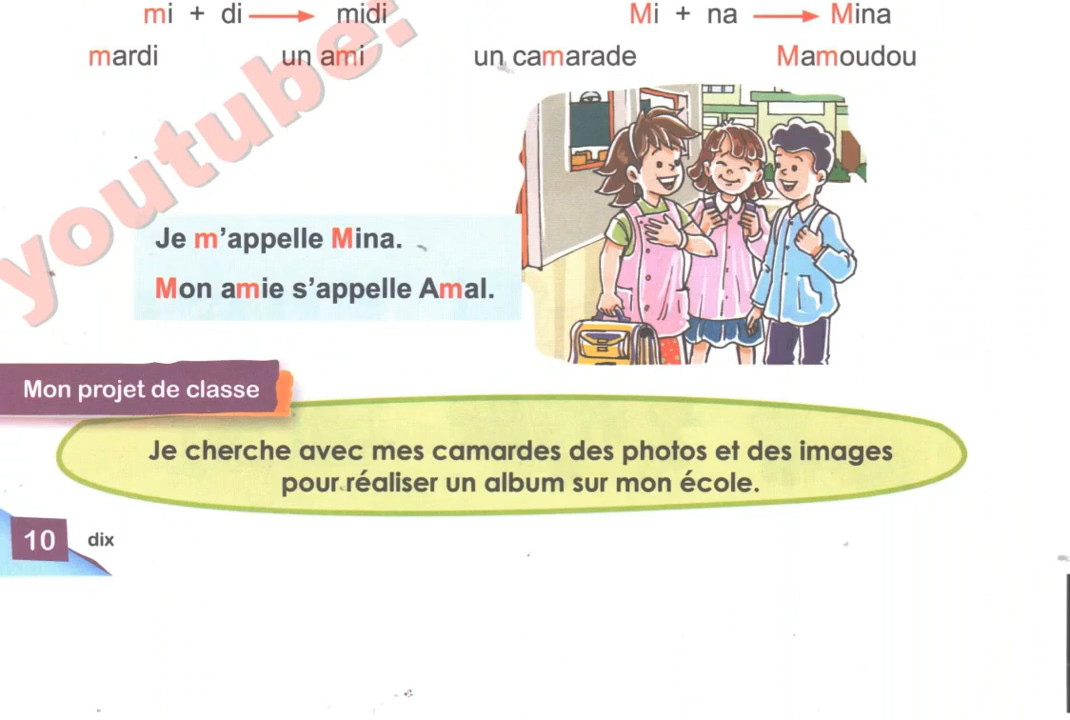 mi + di → midi Mi + na → Mina
mardi un ami un camarade Mamoudou
youtube:
Je m'appelle Mina.
Mon amie s'appelle Amal.
Mon projet de classe
Je cherche avec mes camardes des photos et des images
pour réaliser un album sur mon école.
10 dix